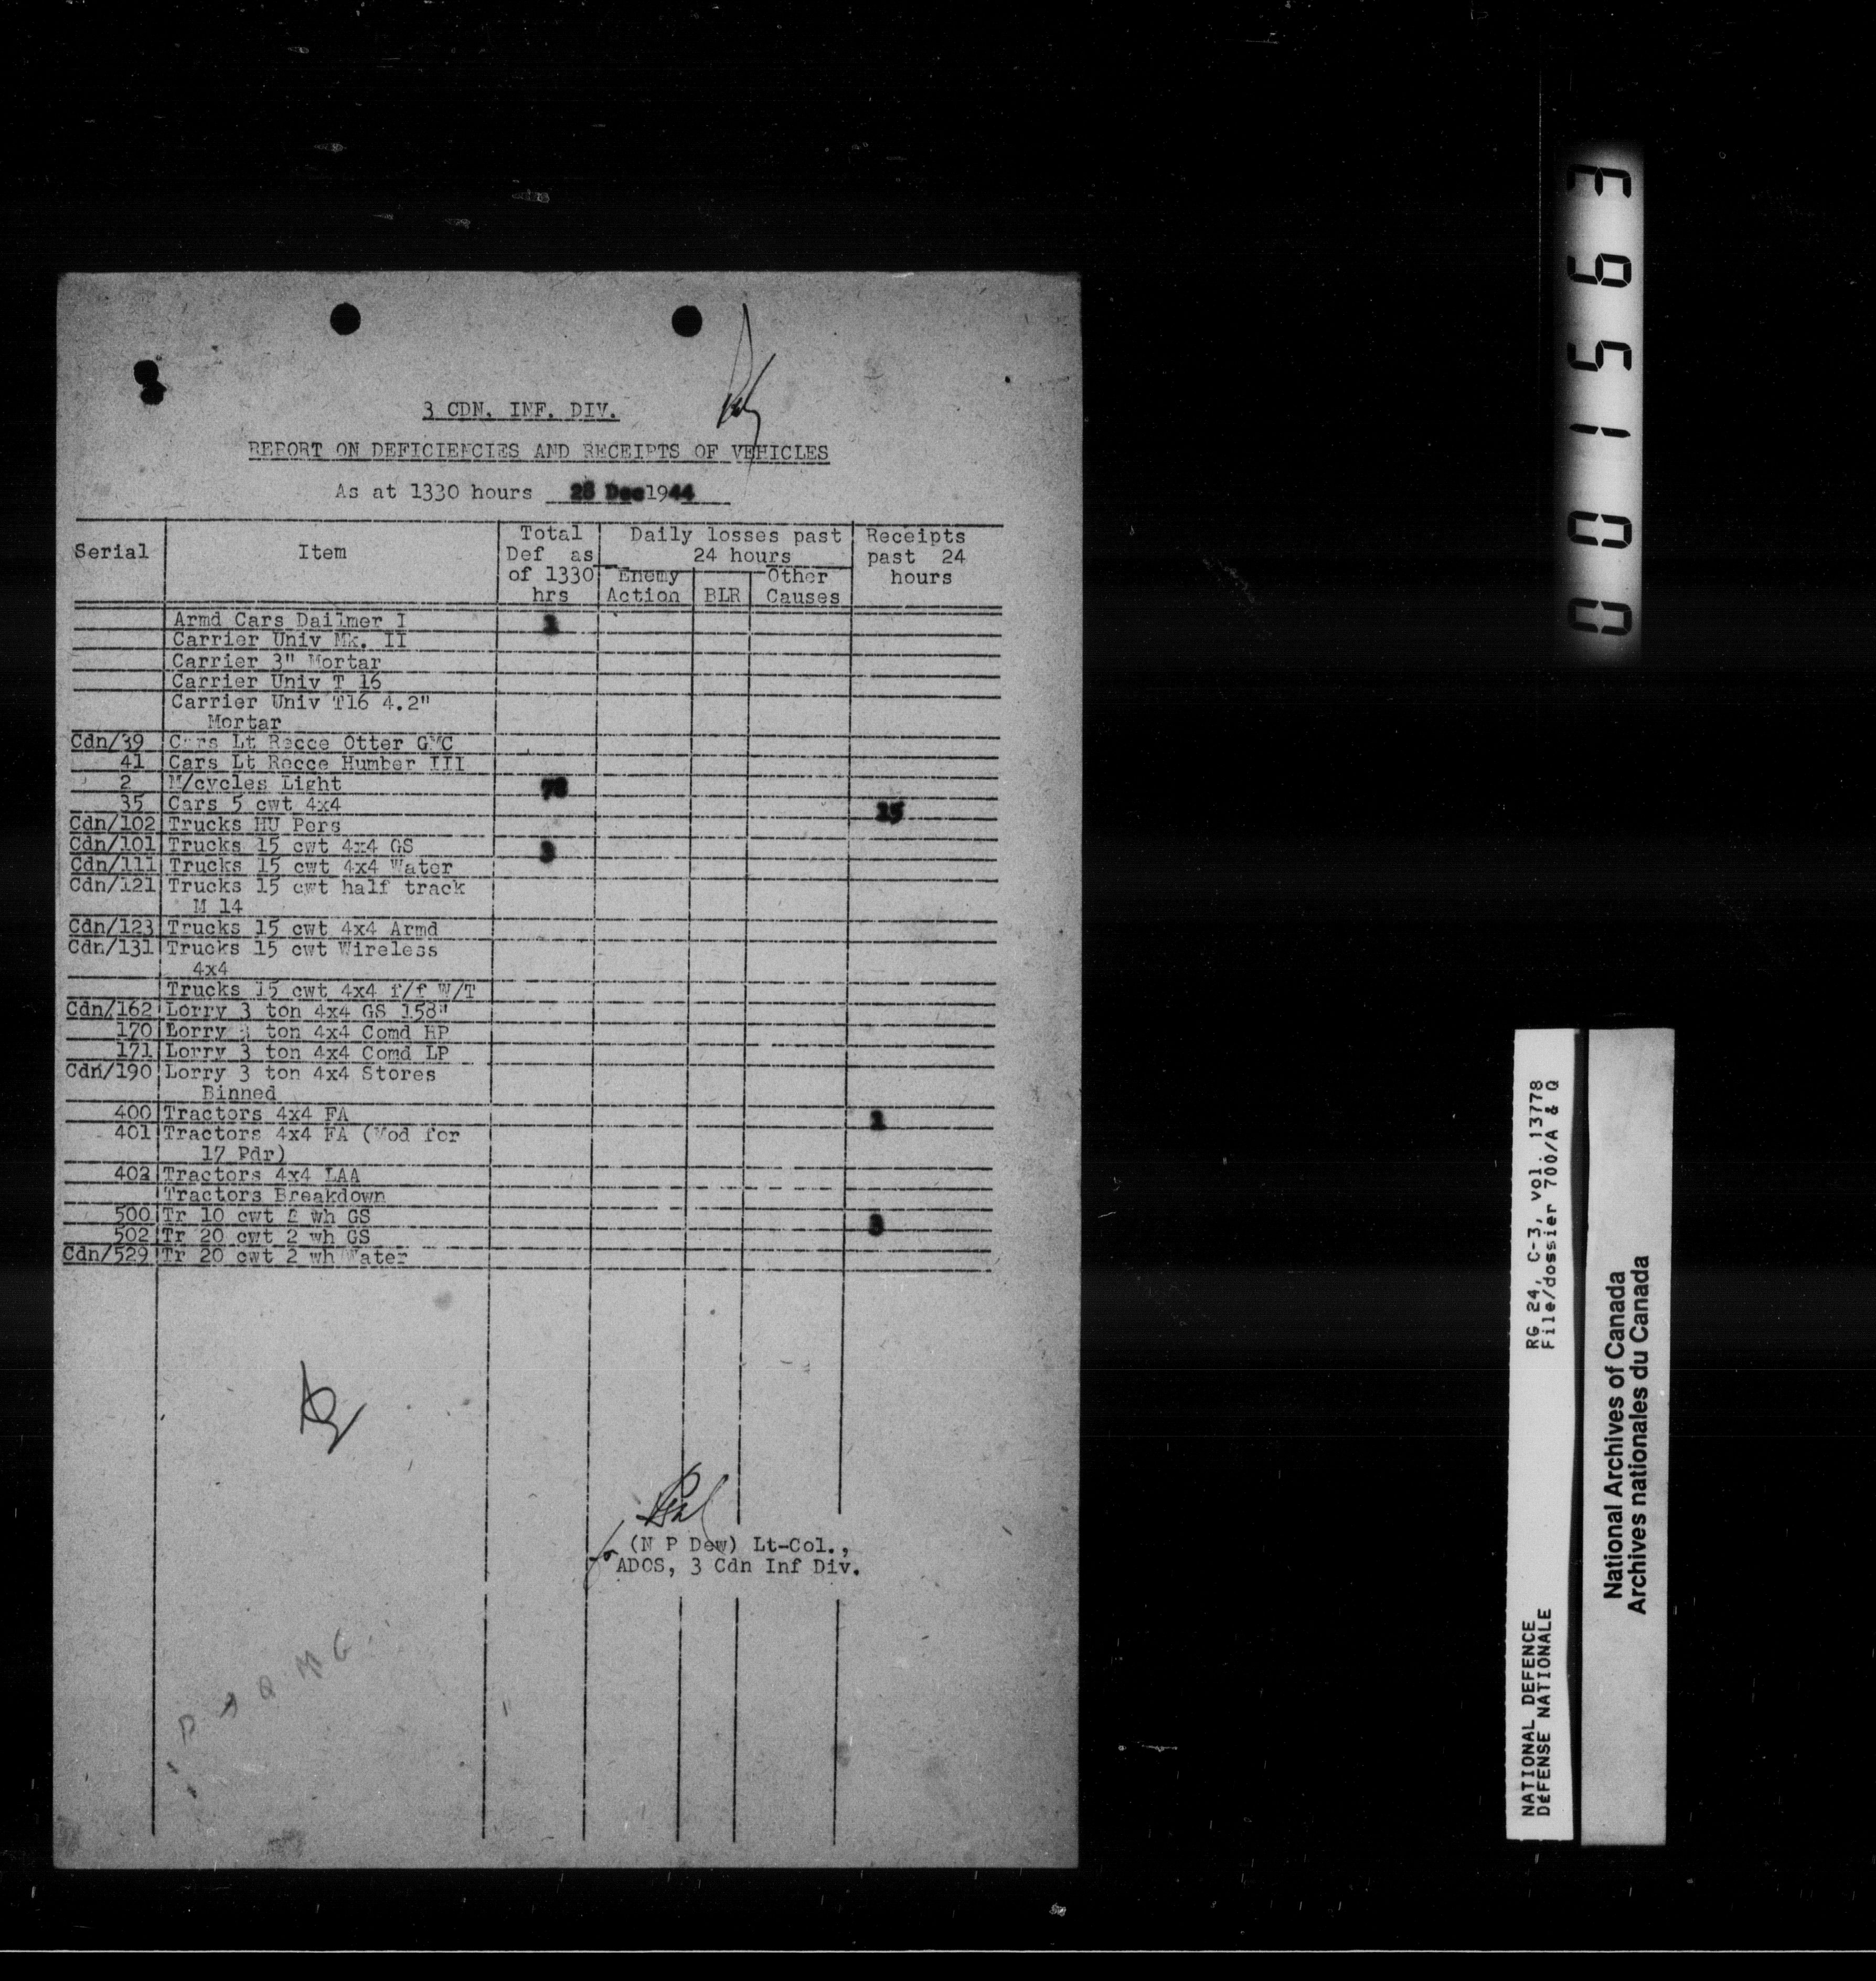 3 CDN. INF. DIV.
REPORT ON DEFICIENCIES AND RECEIPTS OF VEHICLES
As at 1330 hours Dec 1944
Serial Item Total Def as of 1330 hrs Daily losses past 24 hours Enemy Action BLR Other Causes Receipts past 24 hours
Armd Cars Dailmer I
Carrier Univ Mk. II
Carrier 3" Mortar
Carrier Univ T 16
Carrier Univ T16 4.2"
Mortar
Cdn/39 Cars Lt Recce Otter GMC
41 Cars Lt Recce Humber III
2 M/cycles Light
35 Cars 5 cwt 4x4 15
Cdn/102 Trucks HU Pers
Cdn/101 Trucks 15 cwt 4x4 GS 3
Cdn/111 Trucks 15 cwt 4x4 Water
Cdn/121 Trucks 15 cwt half track
M 14
Cdn/123 Trucks 15 cwt 4x4 Armd
Cdn/131 Trucks 15 cwt Wireless
4x4
Trucks 15 cwt 4x4 f/f W/T
Cdn/162 Lorry 3 ton 4x4 GS 158"
170 Lorry 3 ton 4x4 Comd HP
171 Lorry 3 ton 4x4 Comd LP
Cdn/190 Lorry 3 ton 4x4 Stores
Binned
400 Tractors 4x4 FA
401 Tractors 4x4 FA (Mod for
17 Pdr)
402 Tractors 4x4 LAA
Tractors Breakdown
500 Tr 10 cwt 2 wh GS 3
502 Tr 20 cwt 2 wh GS
Cdn/529 Tr 20 cwt 2 wh Water
for (N P Dew) Lt-Col.,
ADOS, 3 Cdn Inf Div.
D A Q M G
001563
RG 24, C-3, vol. 13778
File/dossier 700/A & Q
NATIONAL DEFENCE
DÉFENSE NATIONALE
National Archives of Canada
Archives nationales du Canada